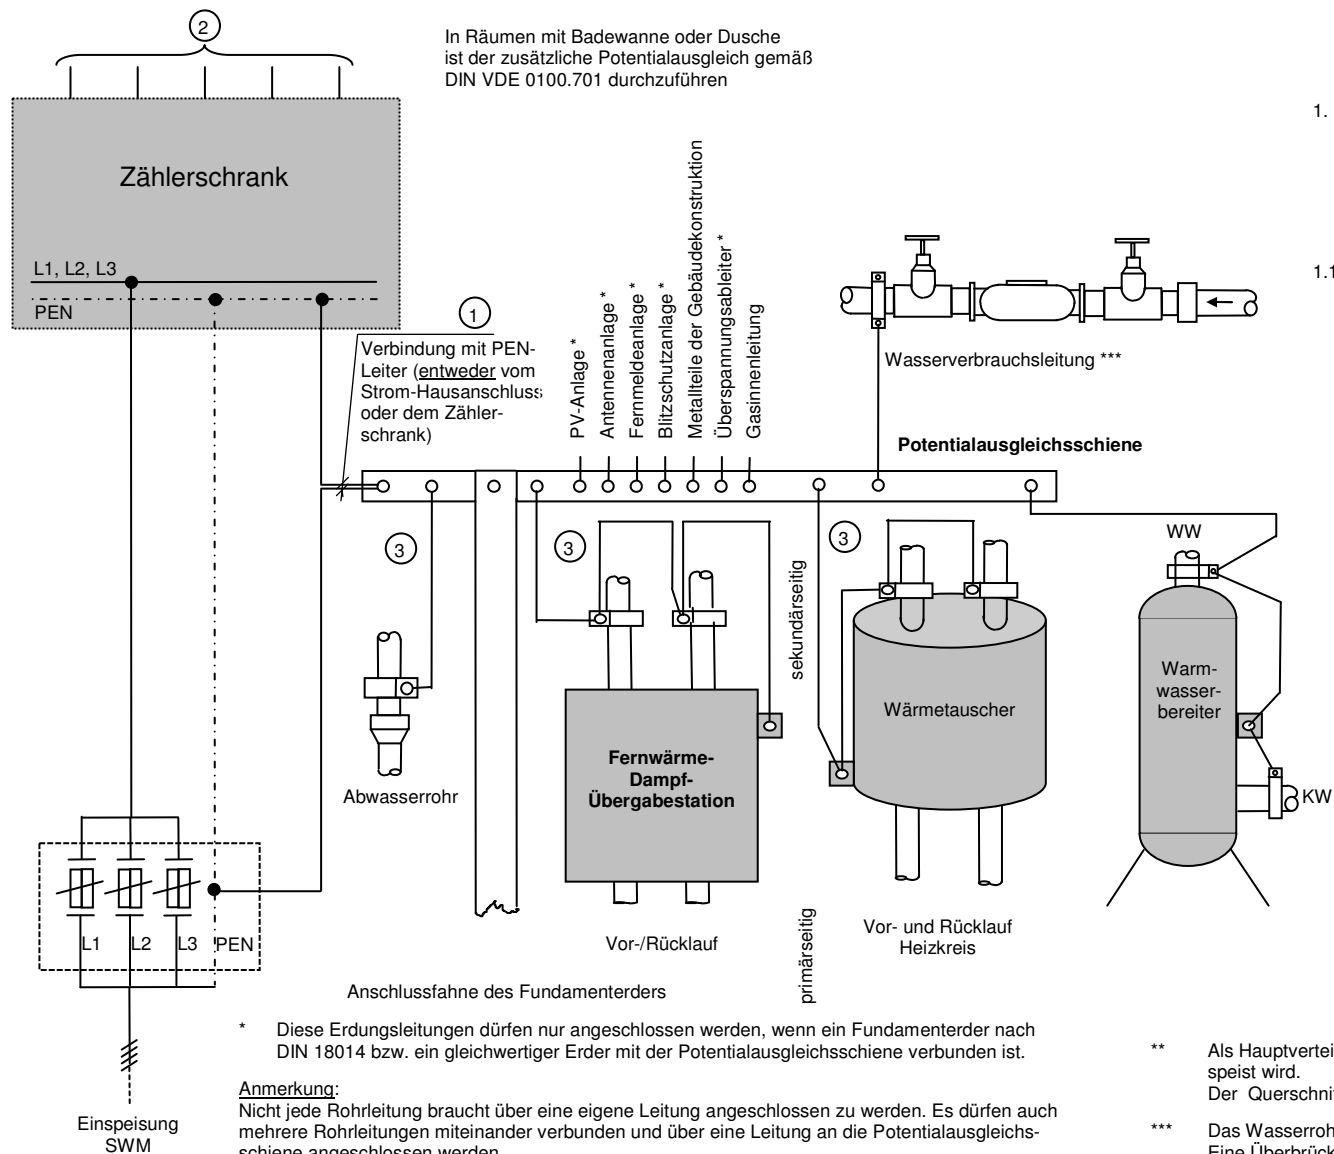 2
In Räumen mit Badewanne oder Dusche
ist der zusätzliche Potentialausgleich gemäß
DIN VDE 0100.701 durchzuführen
1.
Zählerschrank
L1, L2, L3
PEN
1.1
1
Verbindung mit PEN-
Leiter (entweder vom
Strom-Hausanschluss
oder dem Zähler-
schrank)
PV-Anlage *
Antennenanlage *
Fernmeldeanlage *
Blitzschutzanlage *
Metallteile der Gebäudekonstruktion
Überspannungsableiter *
Gasinnenleitung
Wasserverbrauchsleitung ***
Potentialausgleichsschiene
3
3
3
sekundärseitig
WW
Abwasserrohr
Fernwärme-
Dampf-
Übergabestation
Wärmetauscher
Warm-
wasser-
bereiter
KW
L1
L2
L3
PEN
Vor-/Rücklauf
primärseitig
Vor- und Rücklauf
Heizkreis
Anschlussfahne des Fundamenterders
* Diese Erdungsleitungen dürfen nur angeschlossen werden, wenn ein Fundamenterder nach
DIN 18014 bzw. ein gleichwertiger Erder mit der Potentialausgleichsschiene verbunden ist.
Anmerkung:
Nicht jede Rohrleitung braucht über eine eigene Leitung angeschlossen zu werden. Es dürfen auch
mehrere Rohrleitungen miteinander verbunden und über eine Leitung an die Potentialausgleichs-
schiene angeschlossen werden
Einspeisung
SWM
** Als Hauptvertei
speist wird.
Der Querschni
*** Das Wasserroh
Eine Überbrück